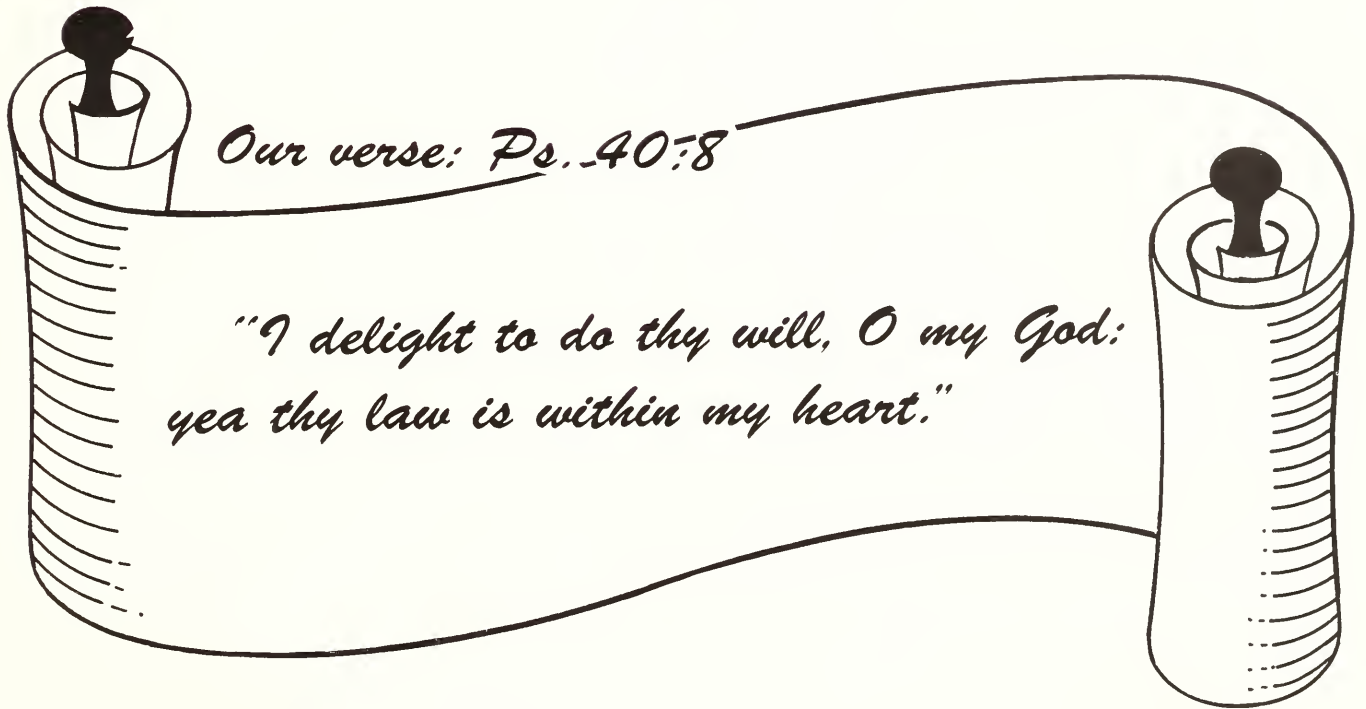 Our verse: Ps. 40:8
"I delight to do thy will, O my God:
yea thy law is within my heart."